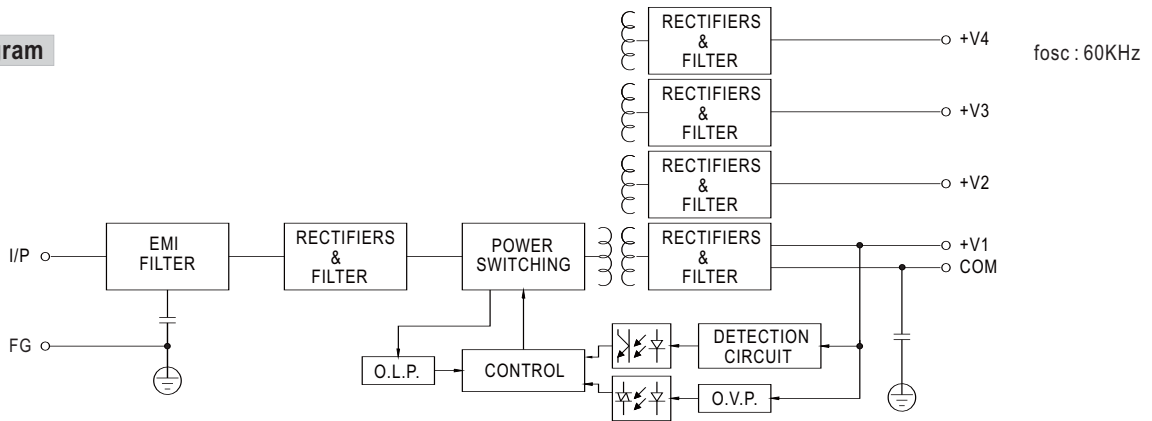 gram
RECTIFIERS
&
FILTER
+V4
fosc : 60KHz
RECTIFIERS
&
FILTER
+V3
RECTIFIERS
&
FILTER
+V2
I/P
EMI
FILTER
RECTIFIERS
&
FILTER
POWER
SWITCHING
RECTIFIERS
&
FILTER
+V1
COM
FG
O.L.P.
CONTROL
DETECTION
CIRCUIT
O.V.P.